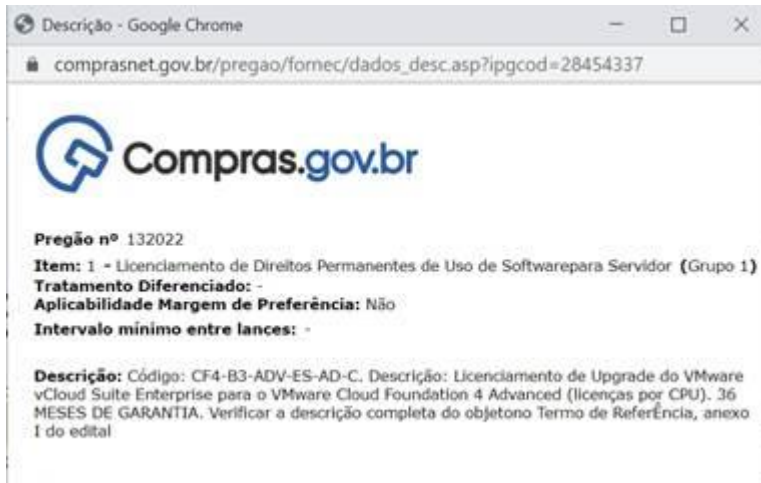 Descrição - Google Chrome
comprasnet.gov.br/pregao/fornec/dados_desc.asp?ipgcod=28454337
Compras.gov.br
Pregão nº 132022
Item: 1 - Licenciamento de Direitos Permanentes de Uso de Softwarepara Servidor (Grupo 1)
Tratamento Diferenciado: -
Aplicabilidade Margem de Preferência: Não
Intervalo mínimo entre lances: -
Descrição: Código: CF4-B3-ADV-ES-AD-C. Descrição: Licenciamento de Upgrade do VMware
vCloud Suite Enterprise para o VMware Cloud Foundation 4 Advanced (licenças por CPU). 36
MESES DE GARANTIA. Verificar a descrição completa do objetono Termo de ReferÊncia, anexo
I do edital